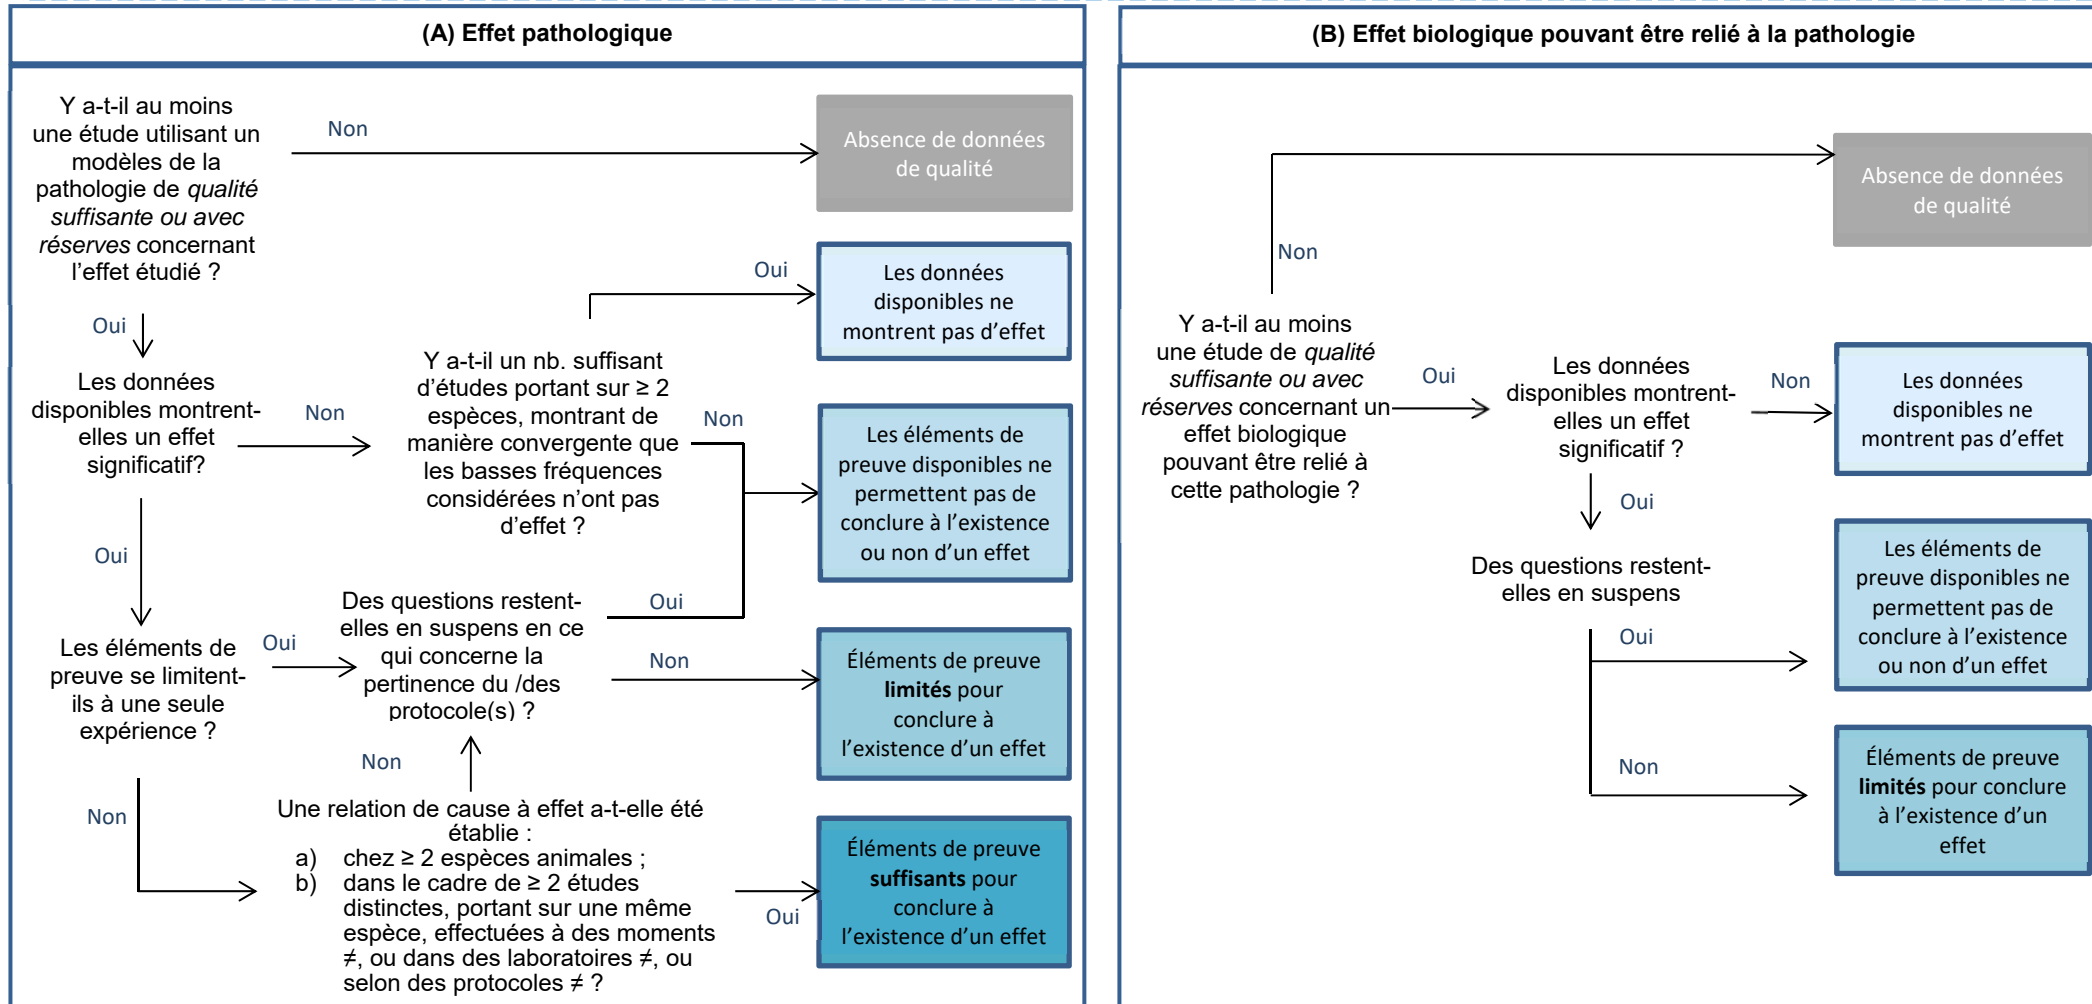 (A) Effet pathologique
Y a-t-il au moins
une étude utilisant un
modèles de la
pathologie de qualité
suffisante ou avec
réserves concernant
l'effet étudié ?
Non
Absence de données
de qualité
Oui
Les données
disponibles montrent-
elles un effet
significatif?
Non
Y a-t-il un nb. suffisant
d'études portant sur ≥ 2
espèces, montrant de
manière convergente que
les basses fréquences
considérées n'ont pas
d'effet ?
Oui
Les données
disponibles ne
montrent pas d'effet
Non
Les éléments de
preuve disponibles ne
permettent pas de
conclure à l'existence
ou non d'un effet
Oui
Les éléments de
preuve se limitent-
ils à une seule
expérience ?
Oui
Des questions restent-
elles en suspens en ce
qui concerne la
pertinence du /des
protocole(s) ?
Oui
Non
Éléments de preuve
limités pour
conclure à
l'existence d'un effet
Non
Non
Une relation de cause à effet a-t-elle été
établie :
a) chez ≥ 2 espèces animales ;
b) dans le cadre de ≥ 2 études
distinctes, portant sur une même
espèce, effectuées à des moments
≠, ou dans des laboratoires ≠, ou
selon des protocoles ≠ ?
Oui
Éléments de preuve
suffisants pour
conclure à
l'existence d'un effet
(B) Effet biologique pouvant être relié à la pathologie
Y a-t-il au moins
une étude de qualité
suffisante ou avec
réserves concernant un
effet biologique
pouvant être relié à
cette pathologie ?
Non
Absence de données
de qualité
Oui
Les données
disponibles montrent-
elles un effet
significatif ?
Non
Les données
disponibles ne
montrent pas d'effet
Oui
Des questions restent-
elles en suspens
Oui
Les éléments de
preuve disponibles ne
permettent pas de
conclure à l'existence
ou non d'un effet
Non
Éléments de preuve
limités pour conclure
à l'existence d'un
effet